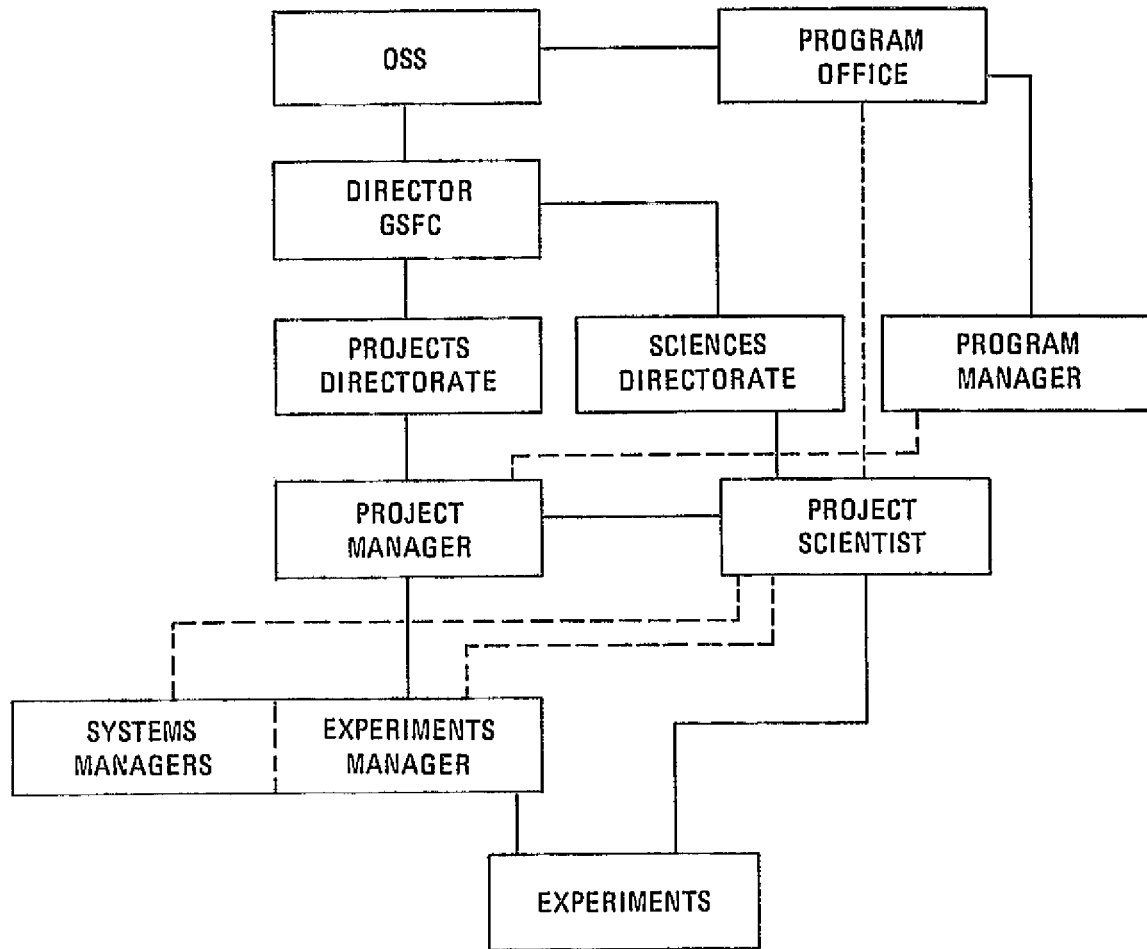 OSS
PROGRAM
OFFICE
DIRECTOR
GSFC
PROJECTS
DIRECTORATE
SCIENCES
DIRECTORATE
PROGRAM
MANAGER
PROJECT
MANAGER
PROJECT
SCIENTIST
SYSTEMS
MANAGERS
EXPERIMENTS
MANAGER
EXPERIMENTS